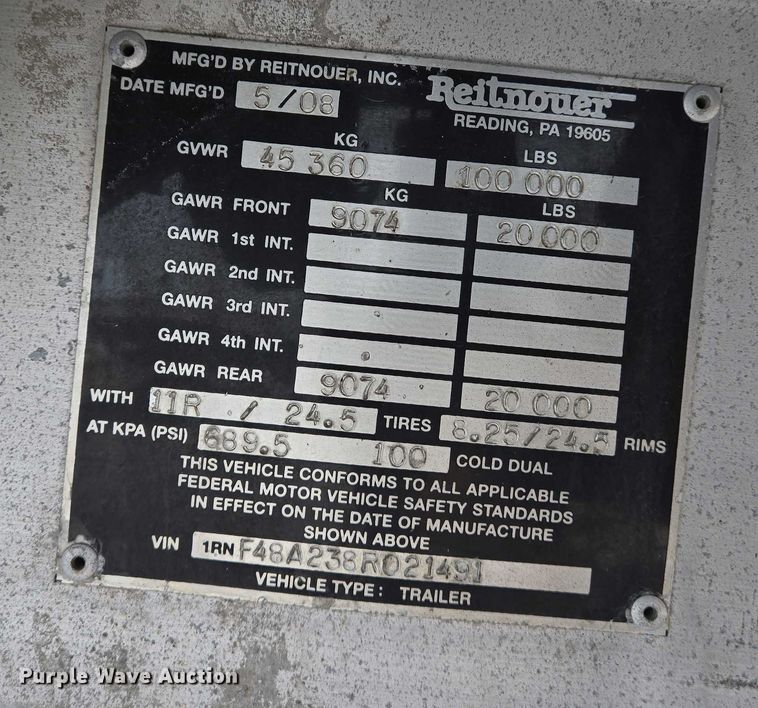 MFG'D BY REITNOUER, INC.
Reitnouer
DATE MFG'D 5/08
READING, PA 19605
KG LBS
GVWR 45 360 100 000
KG LBS
GAWR FRONT 9074 20 000
GAWR 1st INT.
GAWR 2nd INT.
GAWR 3rd INT.
GAWR 4th INT.
GAWR REAR 9074 20 000
WITH 11R / 24.5 TIRES 8.25/24.5 RIMS
AT KPA (PSI) 689.5 100 COLD DUAL
THIS VEHICLE CONFORMS TO ALL APPLICABLE
FEDERAL MOTOR VEHICLE SAFETY STANDARDS
IN EFFECT ON THE DATE OF MANUFACTURE
SHOWN ABOVE
VIN 1RNF48A238R021491
VEHICLE TYPE: TRAILER
Purple Wave Auction